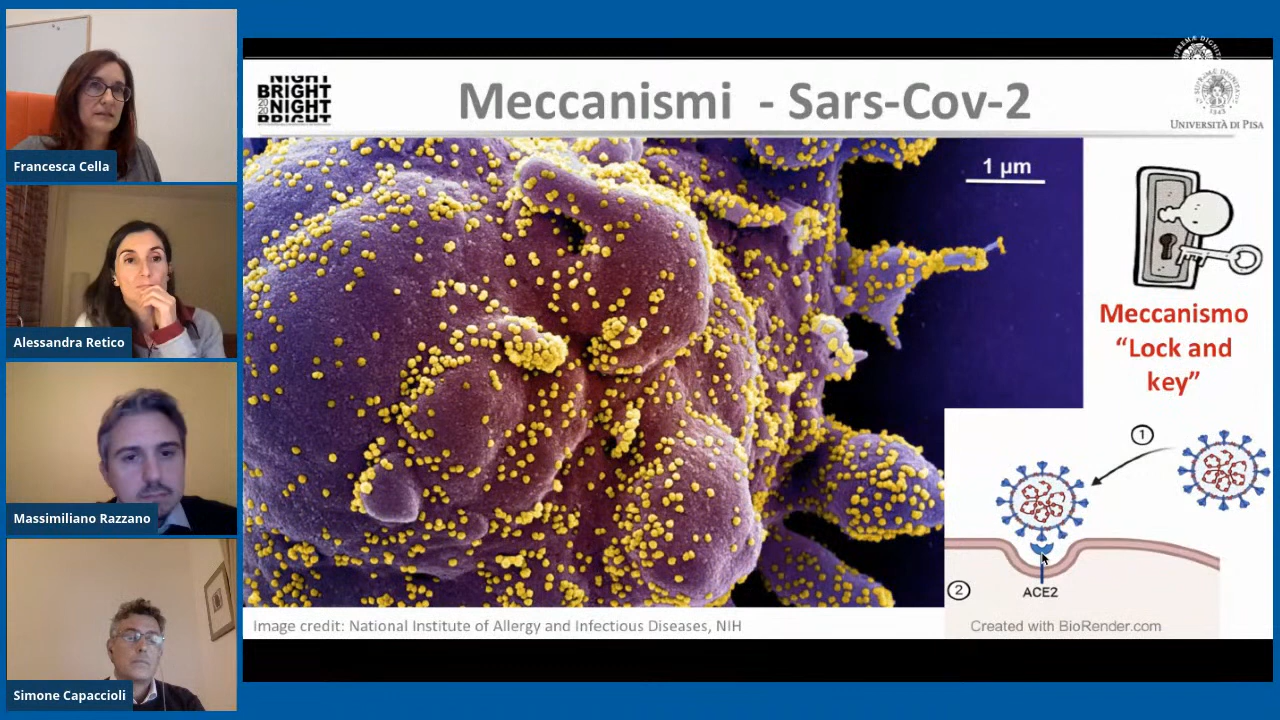 Francesca Cella
Alessandra Retico
Massimiliano Razzano
Simone Capaccioli
BRIGHT
NIGHT
Meccanismi - Sars-Cov-2
UNIVERSITÀ DI PISA
1 µm
Meccanismo
“Lock and
key”
1
2
ACE2
Image credit: National Institute of Allergy and Infectious Diseases, NIH
Created with BioRender.com